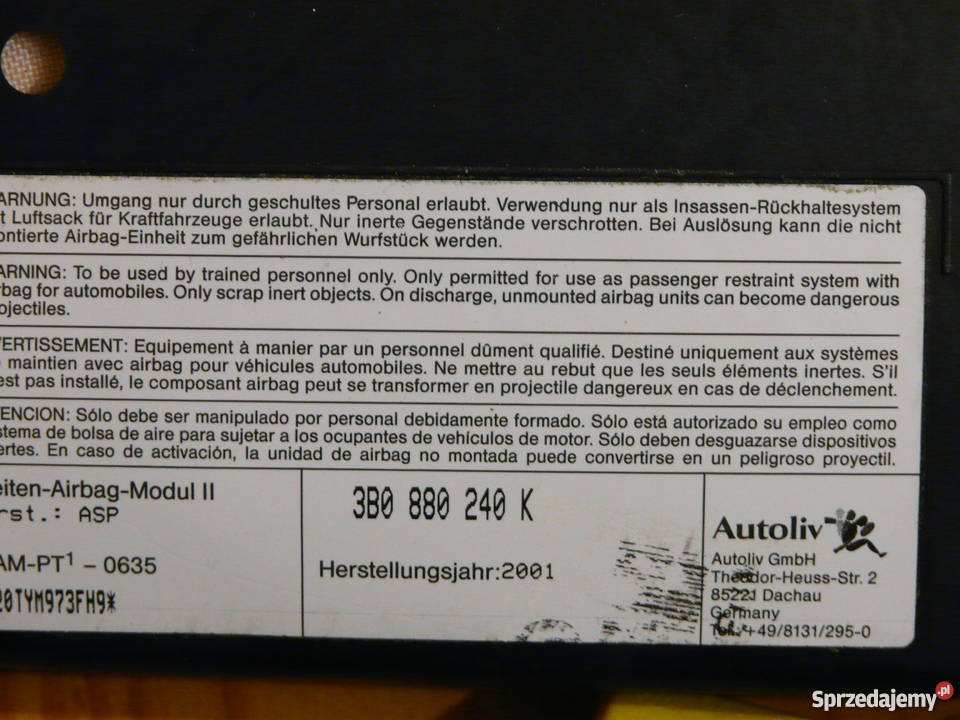 ARNUNG: Umgang nur durch geschultes Personal erlaubt. Verwendung nur als Insassen-Rückhaltesystem
t Luftsack für Kraftfahrzeuge erlaubt. Nur inerte Gegenstände verschrotten. Bei Auslösung kann die nicht
ontierte Airbag-Einheit zum gefährlichen Wurfstück werden.
ARNING: To be used by trained personnel only. Only permitted for use as passenger restraint system with
rbag for automobiles. Only scrap inert objects. On discharge, unmounted airbag units can become dangerous
ojectiles.
VERTISSEMENT: Equipement à manier par un personnel dûment qualifié. Destiné uniquement aux systèmes
maintien avec airbag pour véhicules automobiles. Ne mettre au rebut que les seuls éléments inertes. S'il
est pas installé, le composant airbag peut se transformer en projectile dangereux en cas de déclenchement.
ENCION: Sólo debe ser manipulado por personal debidamente formado. Sólo está autorizado su empleo como
stema de bolsa de aire para sujetar a los ocupantes de vehículos de motor. Sólo deben desguazarse dispositivos
ertes. En caso de activación, la unidad de airbag no montada puede convertirse en un peligroso proyectil.
eiten-Airbag-Modul II
rst.: ASP
AM-PT1 – 0635
20TYM973FH9*
3B0 880 240 K
Herstellungsjahr:2001
Autoliv
Autoliv GmbH
Theodor-Heuss-Str. 2
85221 Dachau
Germany
Tel.: +49/8131/295-0
Sprzedajemy.pl